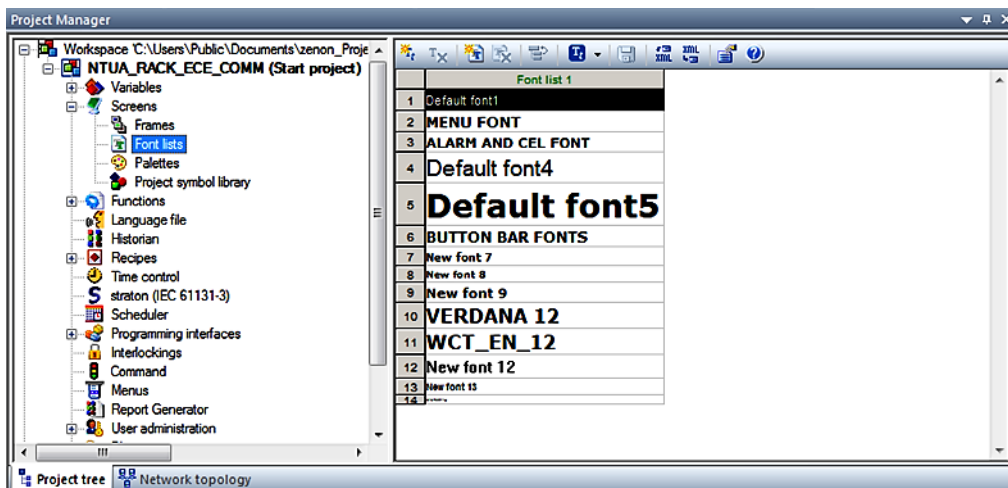 Project Manager
Workspace 'C:\Users\Public\Documents\zenon_Proje
NTUA_RACK_ECE_COMM (Start project)
Variables
Screens
Frames
Font lists
Palettes
Project symbol library
Functions
Language file
Historian
Recipes
Time control
straton (IEC 61131-3)
Scheduler
Programming interfaces
Interlockings
Command
Menus
Report Generator
User administration
Project tree
Network topology
XML
XML
Font list 1
1 Default font1
2 MENU FONT
3 ALARM AND CEL FONT
4 Default font4
5 Default font5
6 BUTTON BAR FONTS
7 New font 7
8 New font 8
9 New font 9
10 VERDANA 12
11 WCT_EN_12
12 New font 12
13 New font 13
14